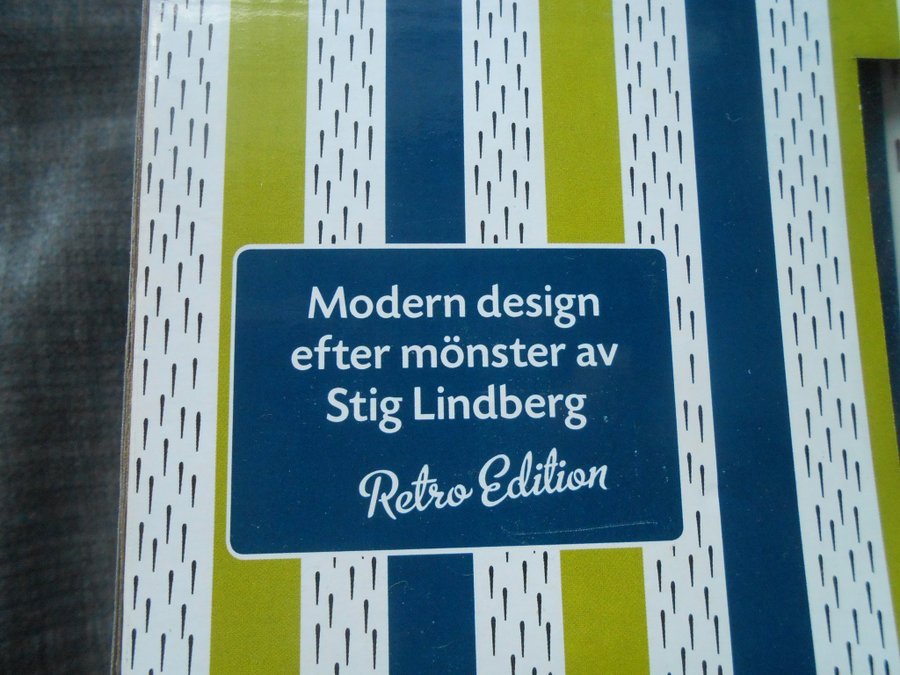 Modern design
efter mönster av
Stig Lindberg
Retro Edition